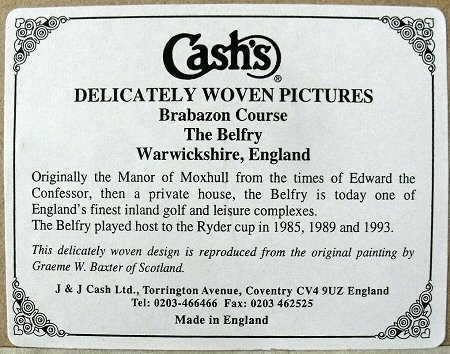 Cash's®
DELICATELY WOVEN PICTURES
Brabazon Course
The Belfry
Warwickshire, England
Originally the Manor of Moxhull from the times of Edward the
Confessor, then a private house, the Belfry is today one of
England's finest inland golf and leisure complexes.
The Belfry played host to the Ryder cup in 1985, 1989 and 1993.
This delicately woven design is reproduced from the original painting by
Graeme W. Baxter of Scotland.
J & J Cash Ltd., Torrington Avenue, Coventry CV4 9UZ England
Tel: 0203-466466 Fax: 0203 462525
Made in England